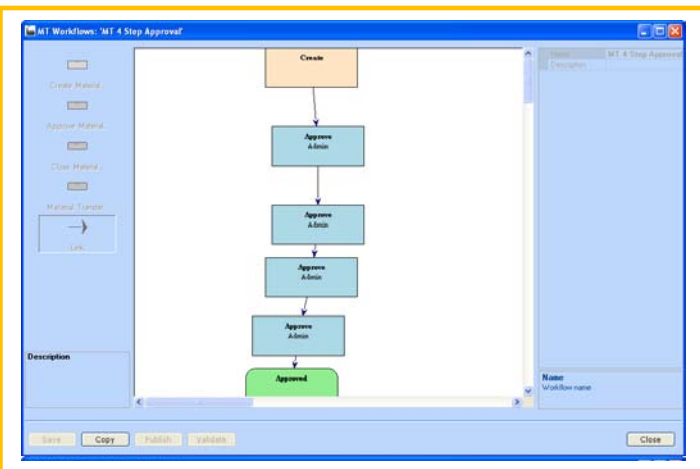 MT Workflows: 'MT 4 Step Approval'
Create Material...
Approve Material...
Close Material...
Material Transfer...
Link
Description
Create
Approve
Admin
Approve
Admin
Approve
Admin
Approve
Admin
Approved
Name MT 4 Step Approval
Description
Name
Workflow name
Save Copy Publish Validate Close